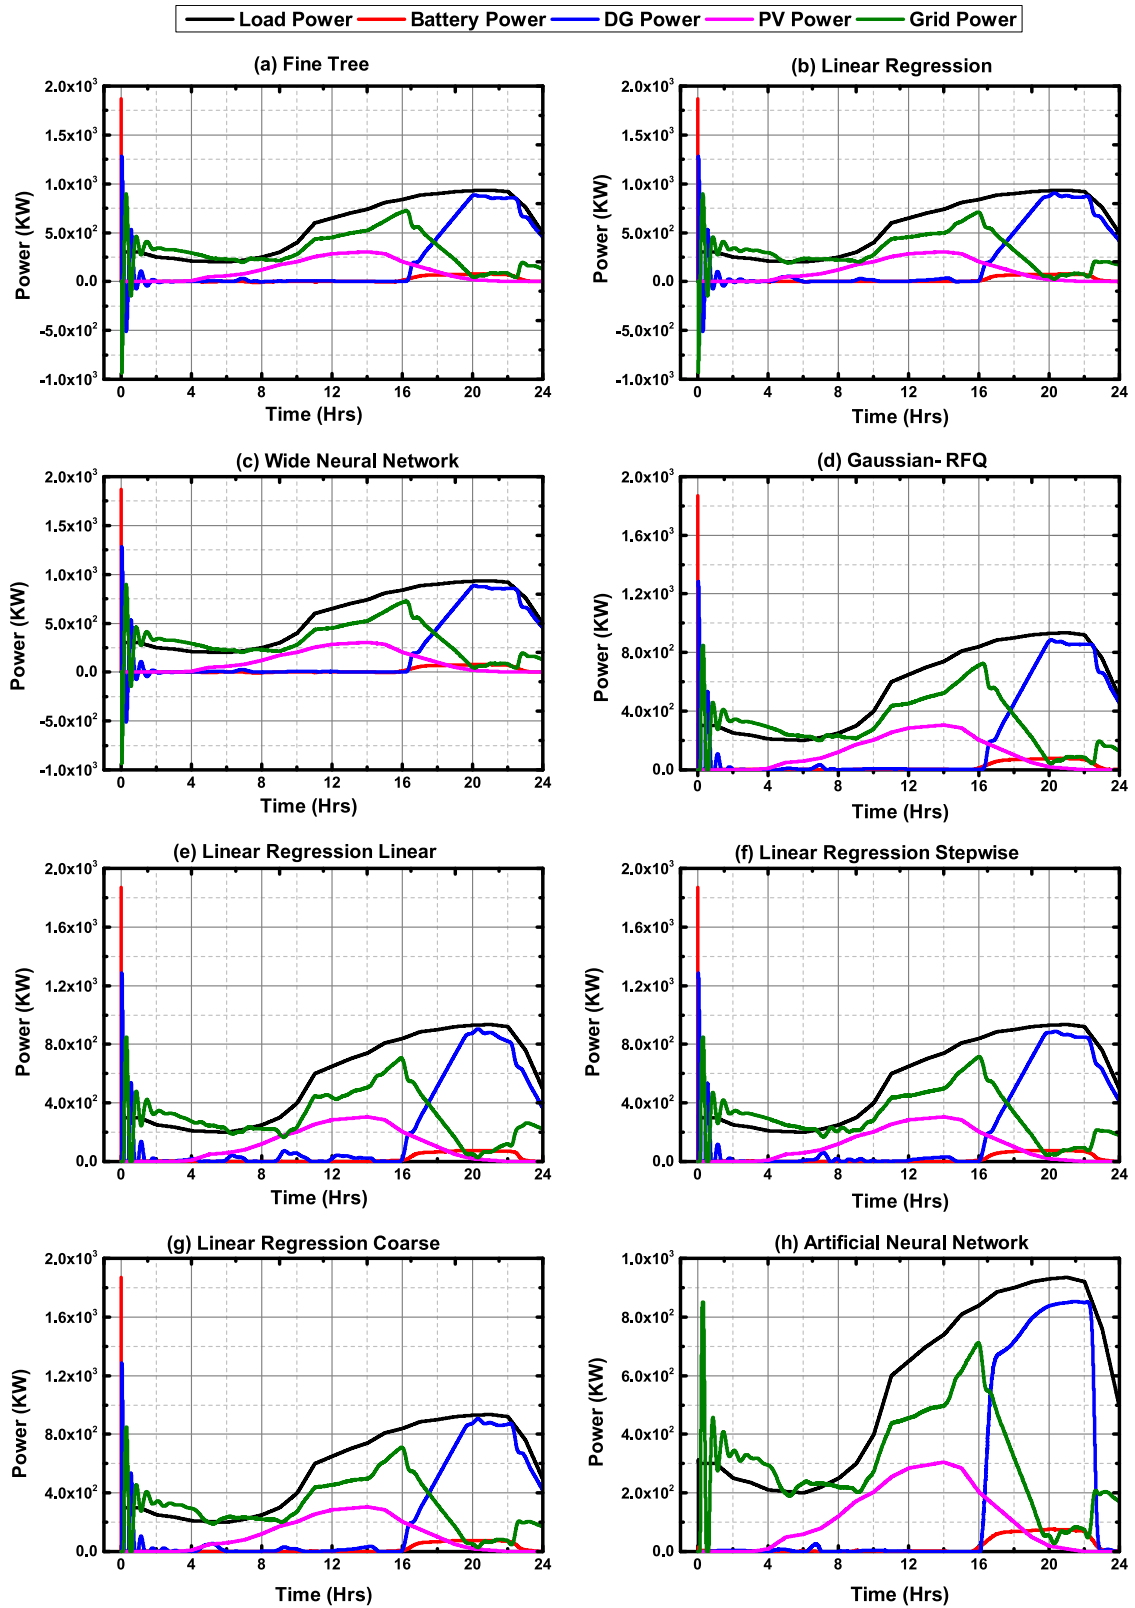 Load Power Battery Power DG Power PV Power Grid Power
(a) Fine Tree
2.0x10³
1.5x10³
1.0x10³
5.0x10²
0.0
-5.0x10²
-1.0x10³
Power (KW)
0 4 8 12 16 20 24
Time (Hrs)
(b) Linear Regression
2.0x10³
1.5x10³
1.0x10³
5.0x10²
0.0
-5.0x10²
-1.0x10³
Power (KW)
0 4 8 12 16 20 24
Time (Hrs)
(c) Wide Neural Network
2.0x10³
1.5x10³
1.0x10³
5.0x10²
0.0
-5.0x10²
-1.0x10³
Power (KW)
0 4 8 12 16 20 24
Time (Hrs)
(d) Gaussian- RFQ
2.0x10³
1.6x10³
1.2x10³
8.0x10²
4.0x10²
0.0
Power (KW)
0 4 8 12 16 20 24
Time (Hrs)
(e) Linear Regression Linear
2.0x10³
1.6x10³
1.2x10³
8.0x10²
4.0x10²
0.0
Power (KW)
0 4 8 12 16 20 24
Time (Hrs)
(f) Linear Regression Stepwise
2.0x10³
1.6x10³
1.2x10³
8.0x10²
4.0x10²
0.0
Power (KW)
0 4 8 12 16 20 24
Time (Hrs)
(g) Linear Regression Coarse
2.0x10³
1.6x10³
1.2x10³
8.0x10²
4.0x10²
0.0
Power (KW)
0 4 8 12 16 20 24
Time (Hrs)
(h) Artificial Neural Network
1.0x10³
8.0x10²
6.0x10²
4.0x10²
2.0x10²
0.0
Power (KW)
0 4 8 12 16 20 24
Time (Hrs)